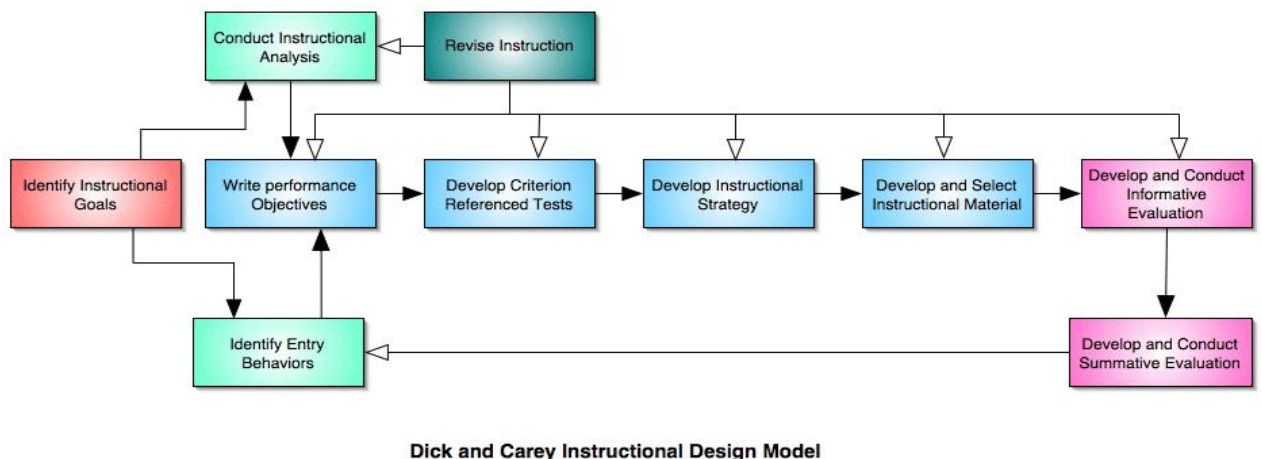 Conduct Instructional
Analysis
Revise Instruction
Identify Instructional
Goals
Write performance
Objectives
Develop Criterion
Referenced Tests
Develop Instructional
Strategy
Develop and Select
Instructional Material
Develop and Conduct
Informative
Evaluation
Identify Entry
Behaviors
Develop and Conduct
Summative Evaluation
Dick and Carey Instructional Design Model